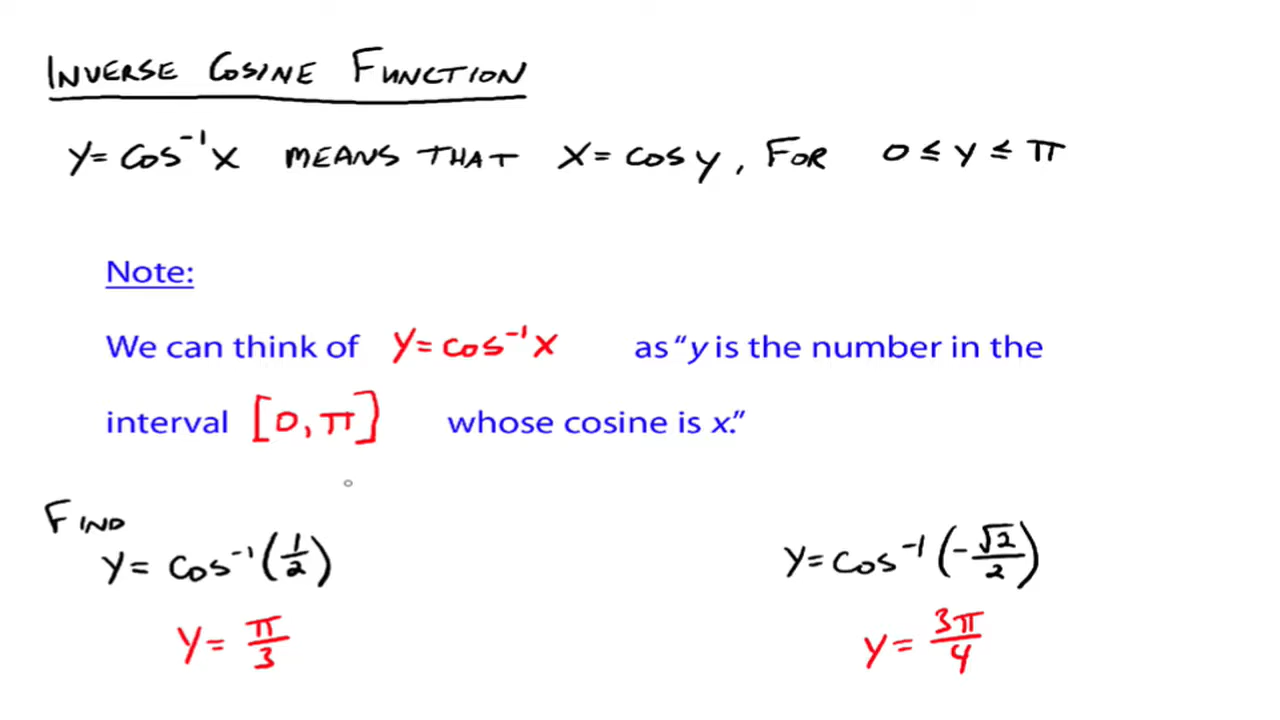 INVERSE COSINE FUNCTION
y = cos⁻¹x MEANS THAT x = cos y, FOR 0 ≤ y ≤ π
Note:
We can think of y = cos⁻¹x as “y is the number in the
interval [0, π] whose cosine is x.”
FIND
y = cos⁻¹(1/2) y = cos⁻¹(-√2/2)
y = π/3 y = 3π/4